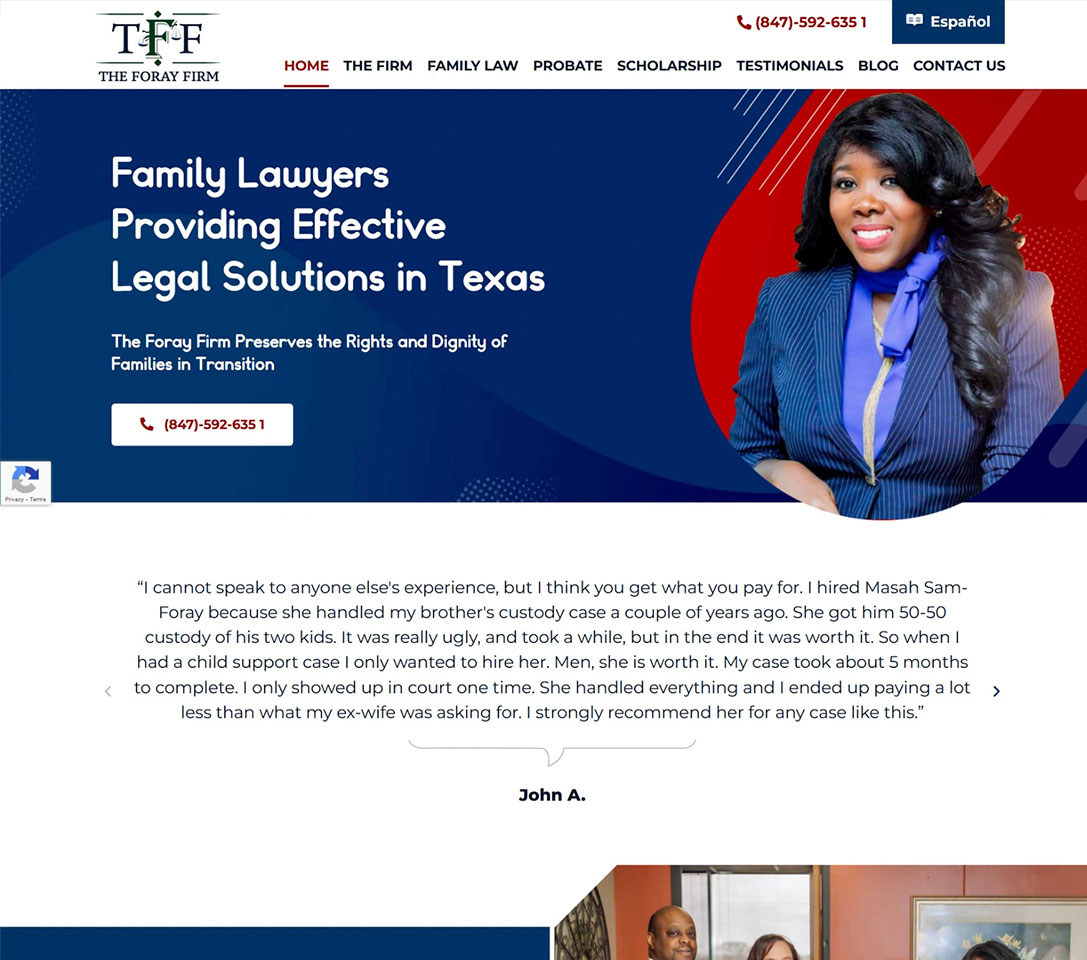 TFF
THE FORAY FIRM
(847)-592-635 1
Español
HOME THE FIRM FAMILY LAW PROBATE SCHOLARSHIP TESTIMONIALS BLOG CONTACT US
Family Lawyers
Providing Effective
Legal Solutions in Texas
The Foray Firm Preserves the Rights and Dignity of
Families in Transition
(847)-592-635 1
Privacy - Terms
“I cannot speak to anyone else's experience, but I think you get what you pay for. I hired Masah Sam-
Foray because she handled my brother's custody case a couple of years ago. She got him 50-50
custody of his two kids. It was really ugly, and took a while, but in the end it was worth it. So when I
had a child support case I only wanted to hire her. Men, she is worth it. My case took about 5 months
to complete. I only showed up in court one time. She handled everything and I ended up paying a lot
less than what my ex-wife was asking for. I strongly recommend her for any case like this.”
John A.